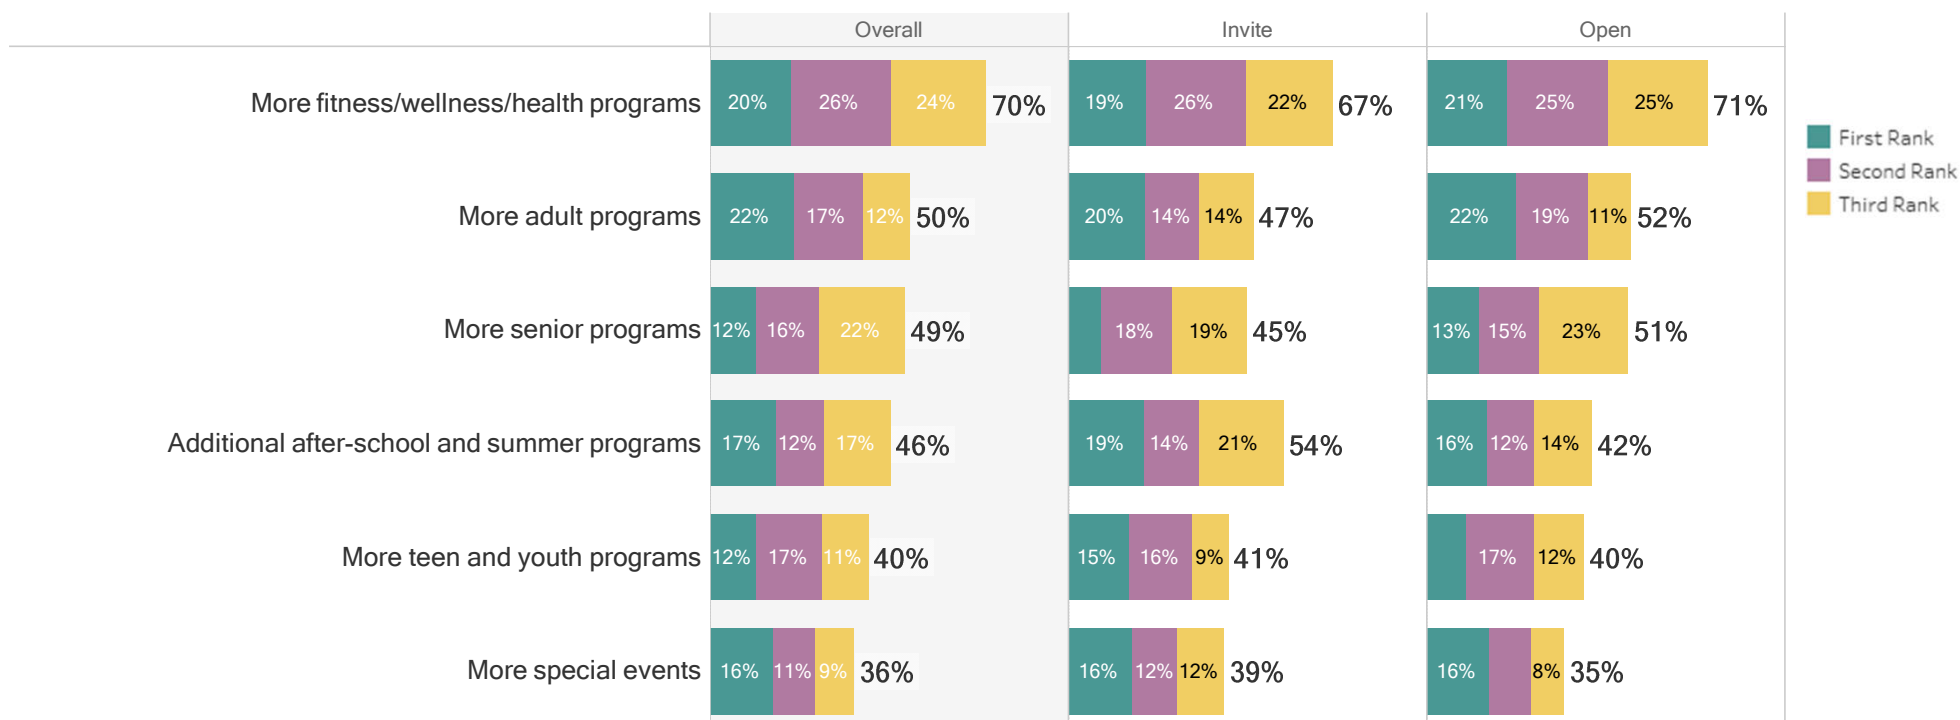 Overall Invite Open
More fitness/wellness/health programs 20% 26% 24% 70% 19% 26% 22% 67% 21% 25% 25% 71%
First Rank
Second Rank
Third Rank
More adult programs 22% 17% 12% 50% 20% 14% 14% 47% 22% 19% 11% 52%
More senior programs 12% 16% 22% 49% 18% 19% 45% 13% 15% 23% 51%
Additional after-school and summer programs 17% 12% 17% 46% 19% 14% 21% 54% 16% 12% 14% 42%
More teen and youth programs 12% 17% 11% 40% 15% 16% 9% 41% 17% 12% 40%
More special events 16% 11% 9% 36% 16% 12% 12% 39% 16% 8% 35%